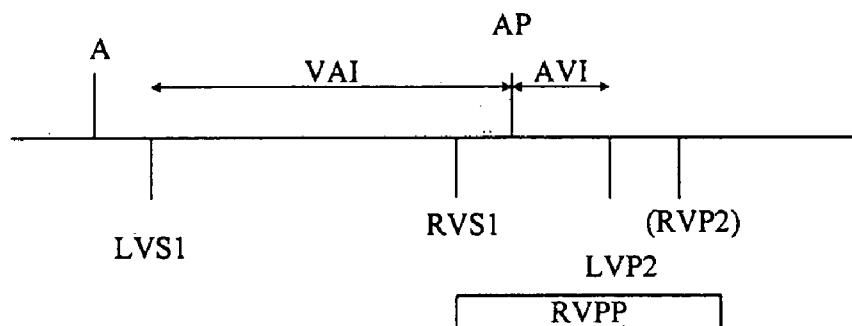 AP
A
VAI
AVI
LVS1
RVS1
(RVP2)
LVP2
RVPP